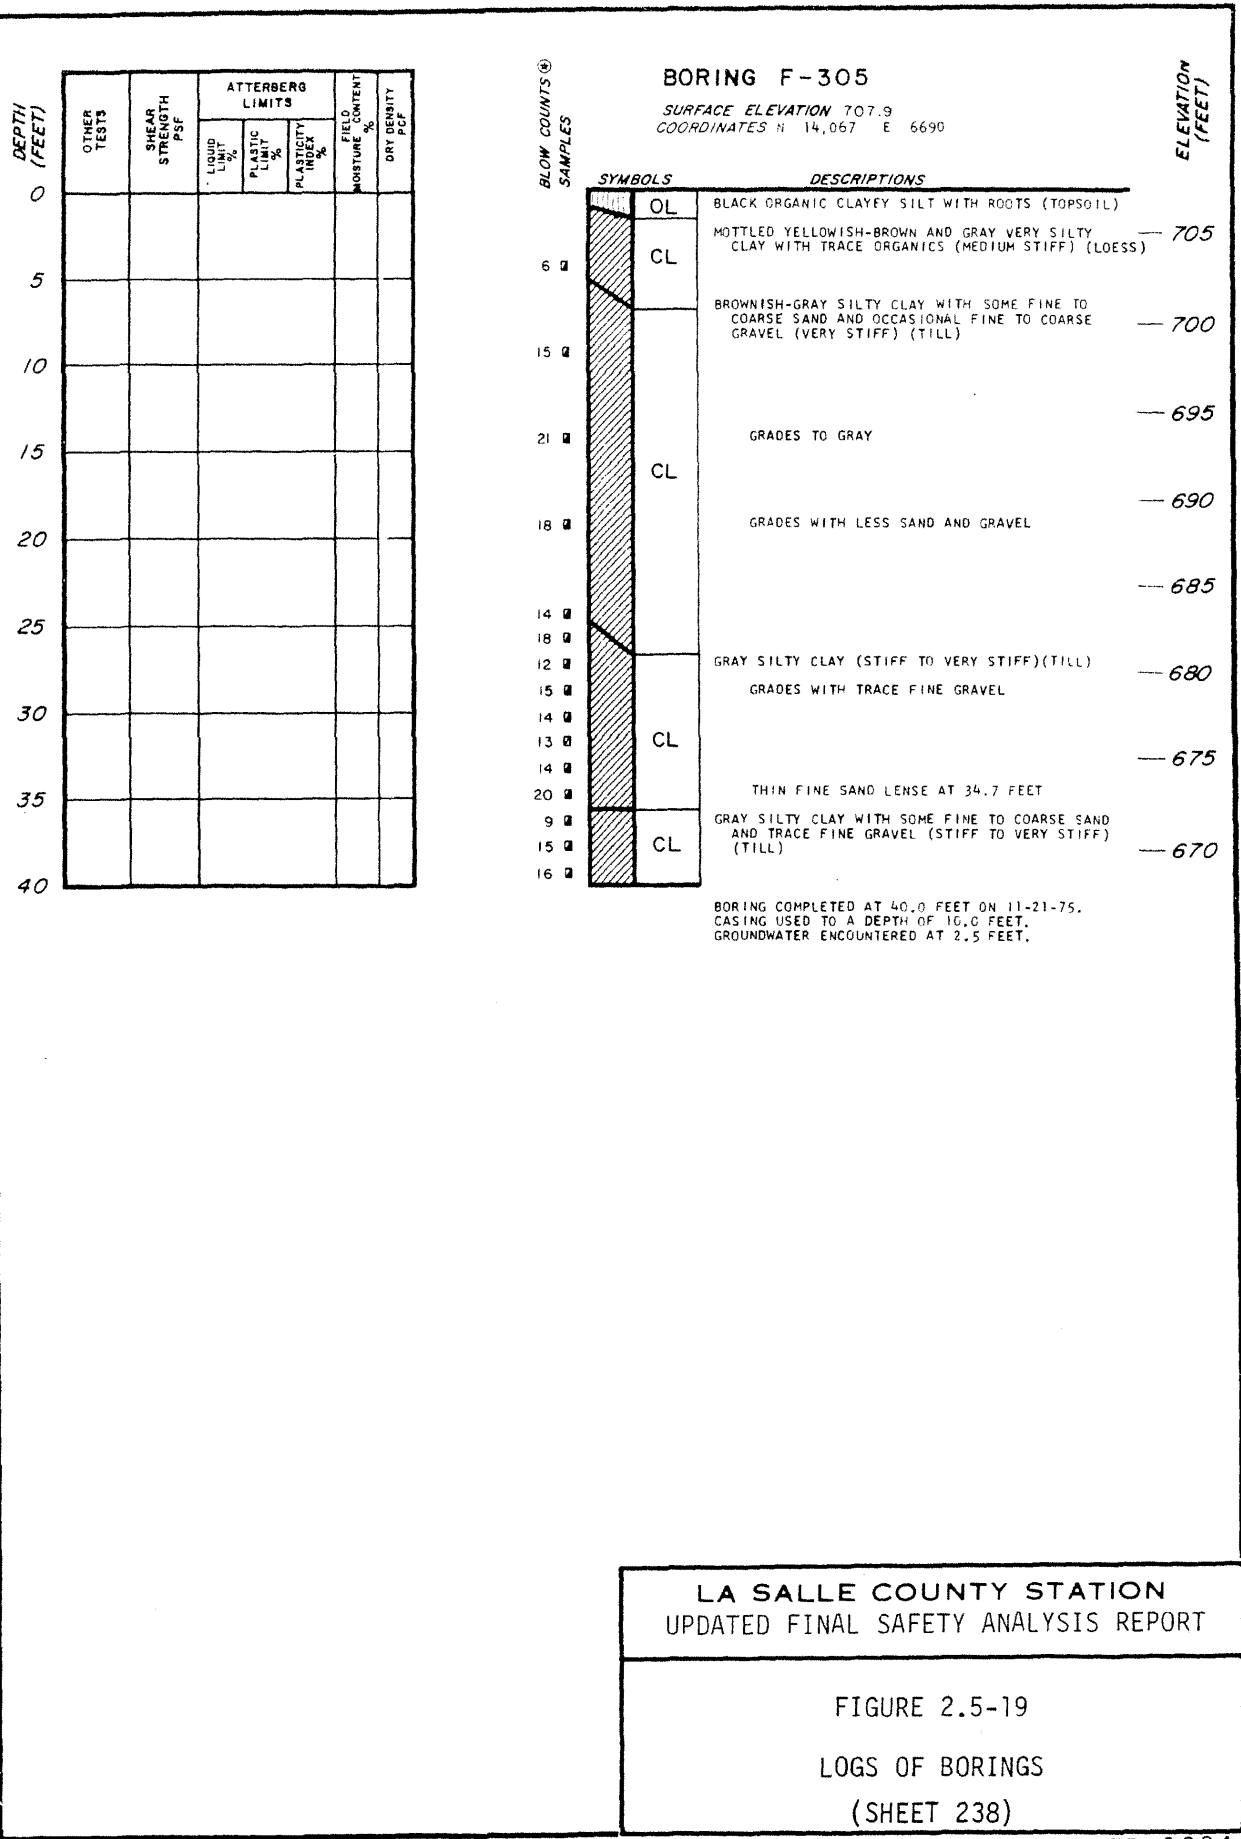 DEPTH
(FEET)
OTHER
TESTS
SHEAR
STRENGTH
PSF
ATTERBERG
LIMITS
LIQUID
LIMIT
%
PLASTIC
LIMIT
%
PLASTICITY
INDEX
%
FIELD
MOISTURE CONTENT
%
DRY DENSITY
PCF
0
5
10
15
20
25
30
35
40
BLOW COUNTS
SAMPLES
BORING F-305
SURFACE ELEVATION 707.9
COORDINATES N 14,067 E 6690
ELEVATION
(FEET)
SYMBOLS DESCRIPTIONS
OL BLACK ORGANIC CLAYEY SILT WITH ROOTS (TOPSOIL)
MOTTLED YELLOWISH-BROWN AND GRAY VERY SILTY — 705
CLAY WITH TRACE ORGANICS (MEDIUM STIFF) (LOESS)
CL
6
BROWNISH-GRAY SILTY CLAY WITH SOME FINE TO
COARSE SAND AND OCCASIONAL FINE TO COARSE — 700
GRAVEL (VERY STIFF) (TILL)
15
— 695
21 GRADES TO GRAY
CL
— 690
18 GRADES WITH LESS SAND AND GRAVEL
— 685
14
18
12 GRAY SILTY CLAY (STIFF TO VERY STIFF)(TILL) — 680
15 GRADES WITH TRACE FINE GRAVEL
14
13 CL
— 675
14
20 THIN FINE SAND LENSE AT 34.7 FEET
9 GRAY SILTY CLAY WITH SOME FINE TO COARSE SAND
AND TRACE FINE GRAVEL (STIFF TO VERY STIFF)
15 CL (TILL) — 670
16
BORING COMPLETED AT 40.0 FEET ON 11-21-75.
CASING USED TO A DEPTH OF 10.0 FEET.
GROUNDWATER ENCOUNTERED AT 2.5 FEET.
LA SALLE COUNTY STATION
UPDATED FINAL SAFETY ANALYSIS REPORT
FIGURE 2.5-19
LOGS OF BORINGS
(SHEET 238)